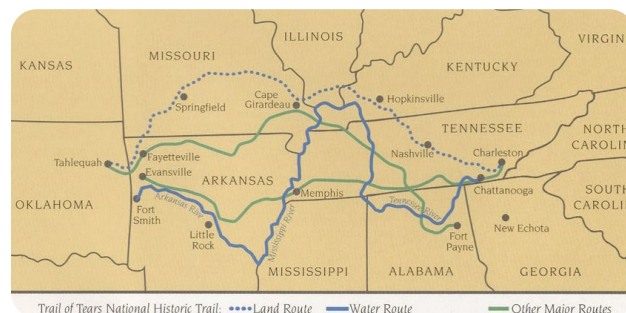 ILLINOIS
VIRGIN
MISSOURI
KANSAS
KENTUCKY
Cape
Girardeau
Hopkinsville
Springfield
TENNESSEE
NORTH
CAROLIN
Nashville
Charleston
Fayetteville
Tahlequah
Evansville
ARKANSAS
Chattanooga
Memphis
SOUTH
CAROLI
OKLAHOMA
Arkansas River
Fort
Smith
Tennessee River
Mississippi River
New Echota
Little
Rock
Fort
Payne
MISSISSIPPI
ALABAMA
GEORGIA
Trail of Tears National Historic Trail: Land Route Water Route Other Major Routes